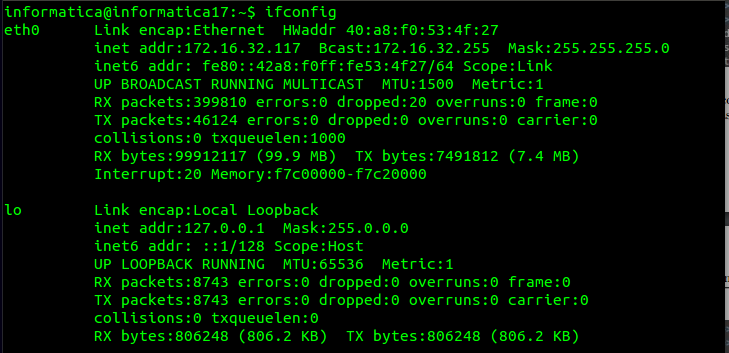 informatica@informatica17:~$ ifconfig
eth0      Link encap:Ethernet  HWaddr 40:a8:f0:53:4f:27
          inet addr:172.16.32.117  Bcast:172.16.32.255  Mask:255.255.255.0
          inet6 addr: fe80::42a8:f0ff:fe53:4f27/64 Scope:Link
          UP BROADCAST RUNNING MULTICAST  MTU:1500  Metric:1
          RX packets:399810 errors:0 dropped:20 overruns:0 frame:0
          TX packets:46124 errors:0 dropped:0 overruns:0 carrier:0
          collisions:0 txqueuelen:1000
          RX bytes:99912117 (99.9 MB)  TX bytes:7491812 (7.4 MB)
          Interrupt:20 Memory:f7c00000-f7c20000

lo        Link encap:Local Loopback
          inet addr:127.0.0.1  Mask:255.0.0.0
          inet6 addr: ::1/128 Scope:Host
          UP LOOPBACK RUNNING  MTU:65536  Metric:1
          RX packets:8743 errors:0 dropped:0 overruns:0 frame:0
          TX packets:8743 errors:0 dropped:0 overruns:0 carrier:0
          collisions:0 txqueuelen:0
          RX bytes:806248 (806.2 KB)  TX bytes:806248 (806.2 KB)